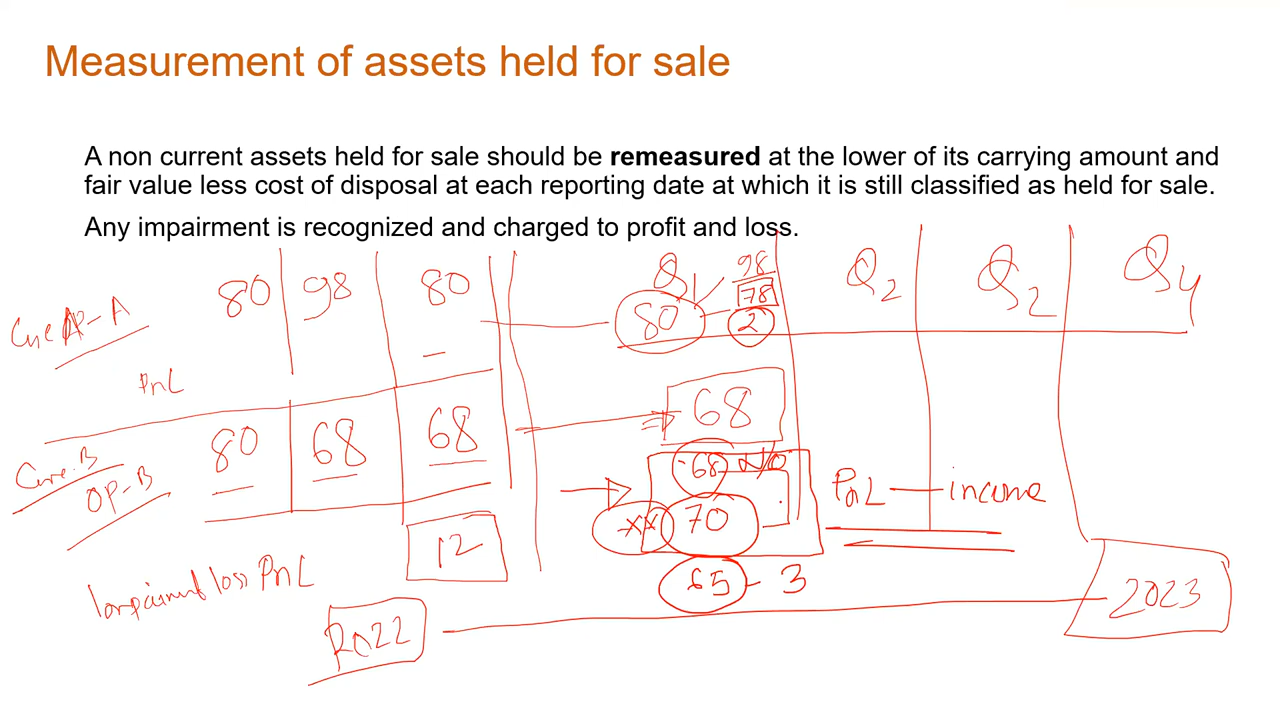 Measurement of assets held for sale
A non current assets held for sale should be remeasured at the lower of its carrying amount and
fair value less cost of disposal at each reporting date at which it is still classified as held for sale.
Any impairment is recognized and charged to profit and loss.
80 98 80
Q1 98
78
80 2
Q2 Q2 Q4
PnL
80 68 68
68
OP-B
-68
PnL income
xx 70
12
65 - 3
loss PnL
2023